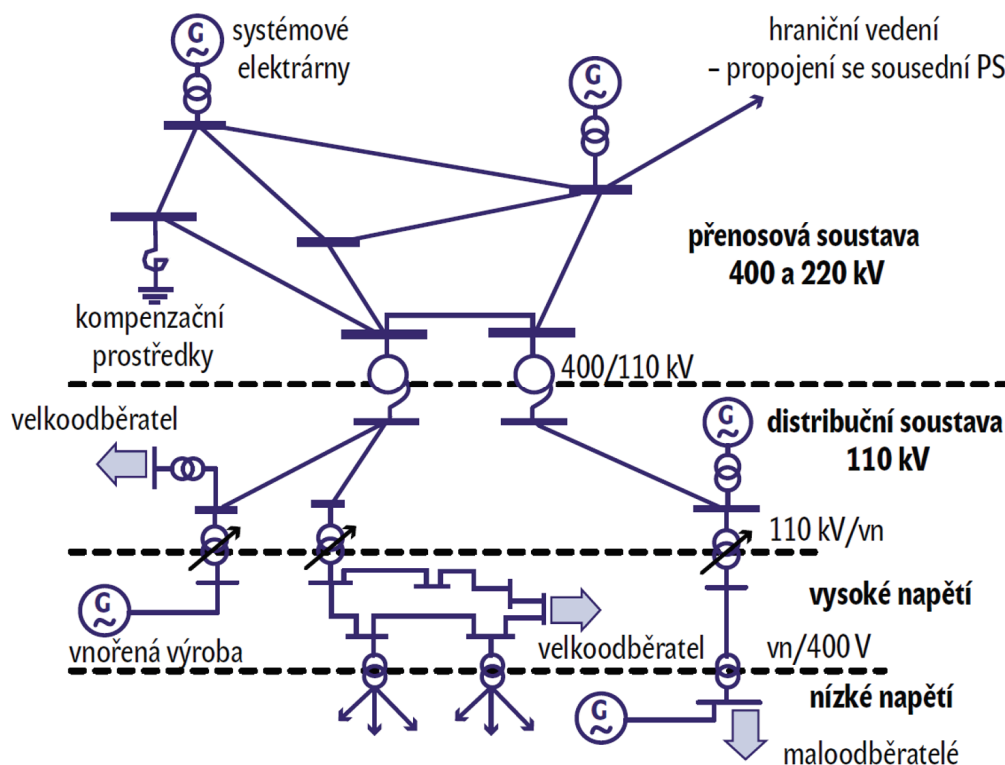 G
~
systémové
elektrárny
G
~
hraniční vedení
– propojení se sousední PS
přenosová soustava
400 a 220 kV
kompenzační
prostředky
400/110 kV
velkoodběratel
G
~
distribuční soustava
110 kV
110 kV/vn
vysoké napětí
G
~
vnořená výroba
velkoodběratel
vn/400 V
nízké napětí
G
~
maloodběratelé